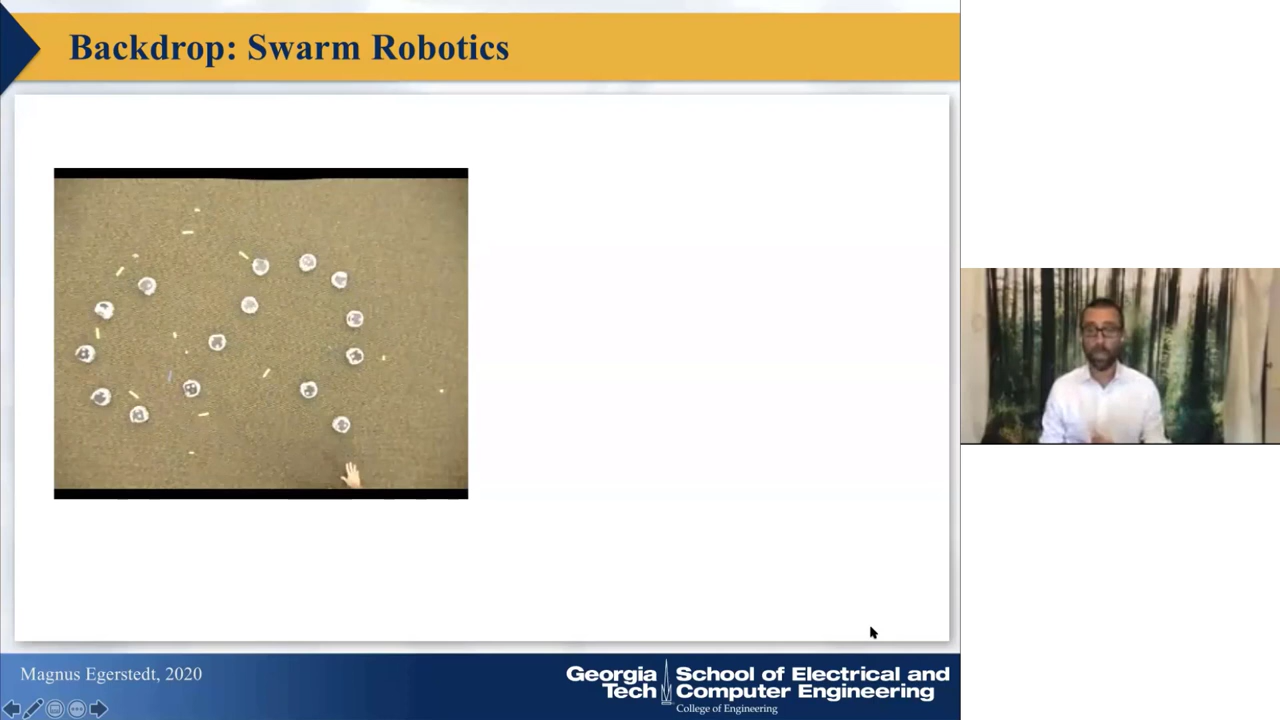 Backdrop: Swarm Robotics
Magnus Egerstedt, 2020
Georgia Tech
School of Electrical and
Computer Engineering
College of Engineering